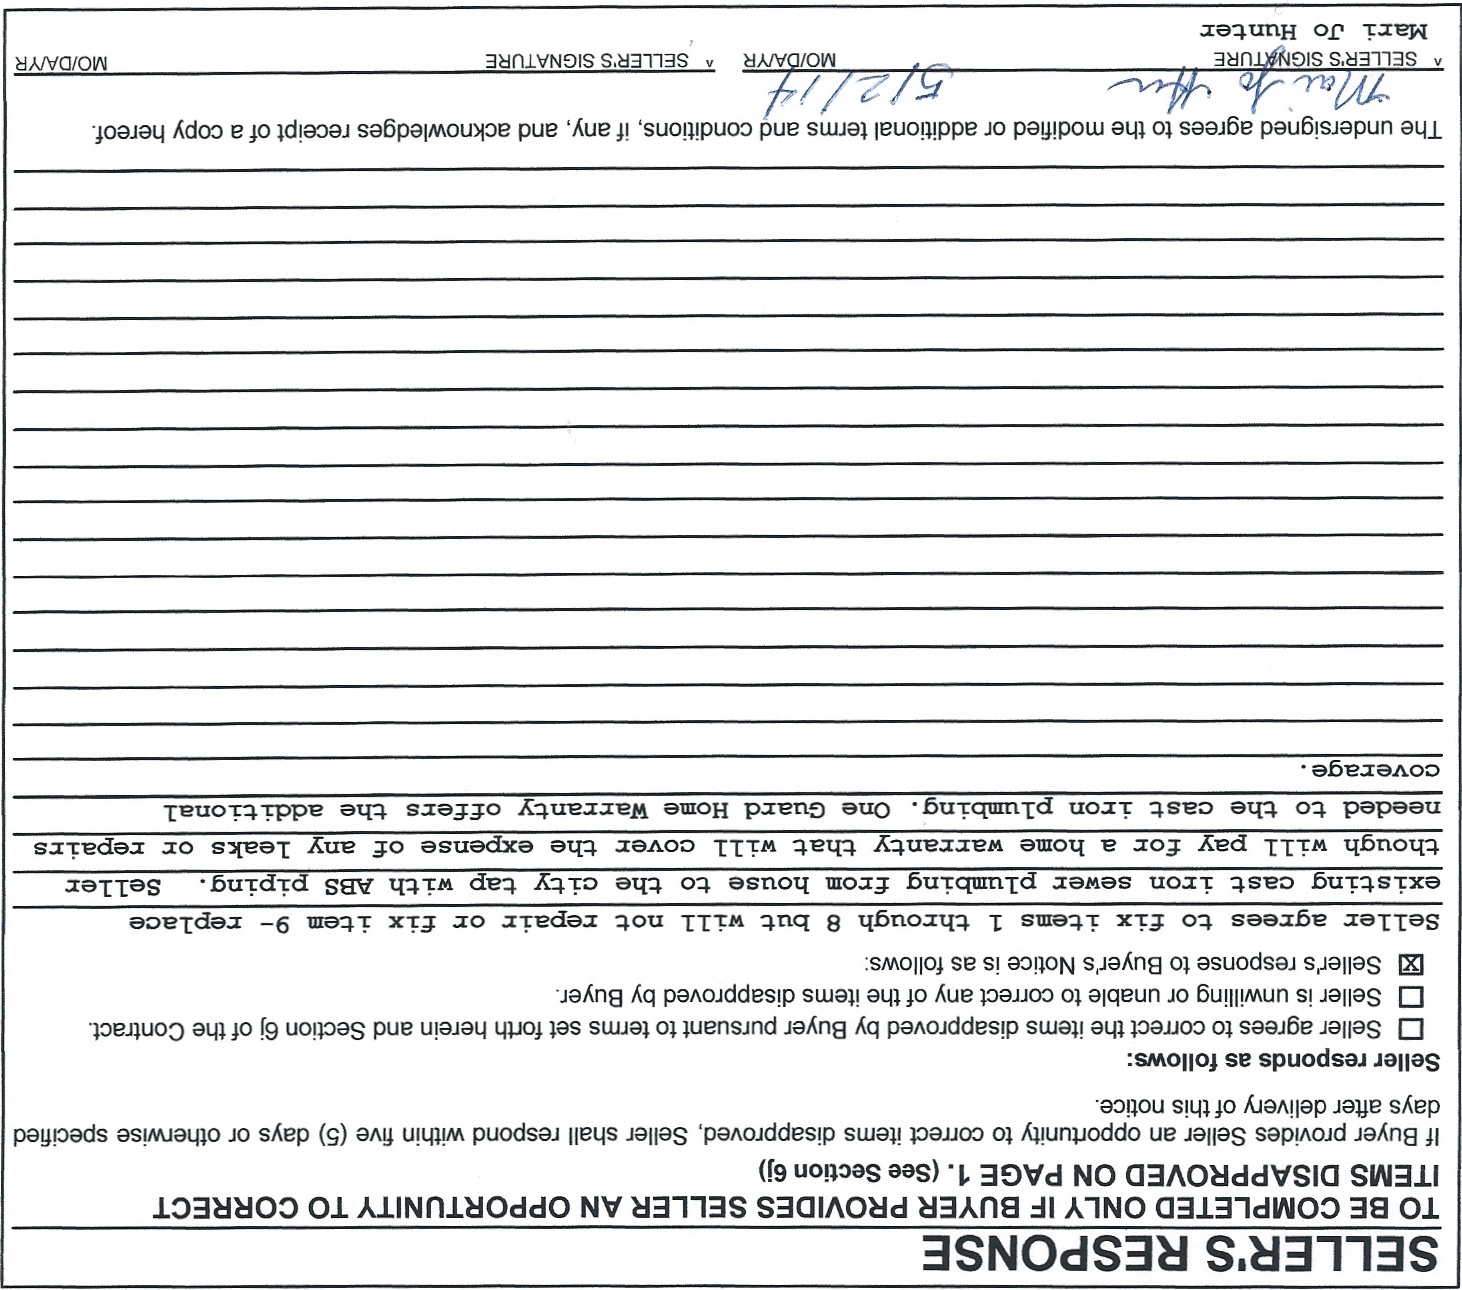 SELLER'S RESPONSE
TO BE COMPLETED ONLY IF BUYER PROVIDES SELLER AN OPPORTUNITY TO CORRECT
ITEMS DISAPPROVED ON PAGE 1. (See Section 6j)
If Buyer provides Seller an opportunity to correct items disapproved, Seller shall respond within five (5) days or otherwise specified
days after delivery of this notice.
Seller responds as follows:
☐ Seller agrees to correct the items disapproved by Buyer pursuant to terms set forth herein and Section 6j of the Contract.
☐ Seller is unwilling or unable to correct any of the items disapproved by Buyer.
☒ Seller's response to Buyer's Notice is as follows:
Seller agrees to fix items 1 through 8 but will not repair or fix item 9- replace
existing cast iron sewer plumbing from house to the city tap with ABS piping. Seller
though will pay for a home warranty that will cover the expense of any leaks or repairs
needed to the cast iron plumbing. One Guard Home Warranty offers the additional
coverage.
The undersigned agrees to the modified or additional terms and conditions, if any, and acknowledges receipt of a copy hereof.
Mari Jo Hun 5/2/14
^ SELLER'S SIGNATURE MO/DA/YR ^ SELLER'S SIGNATURE MO/DA/YR
Mari Jo Hunter